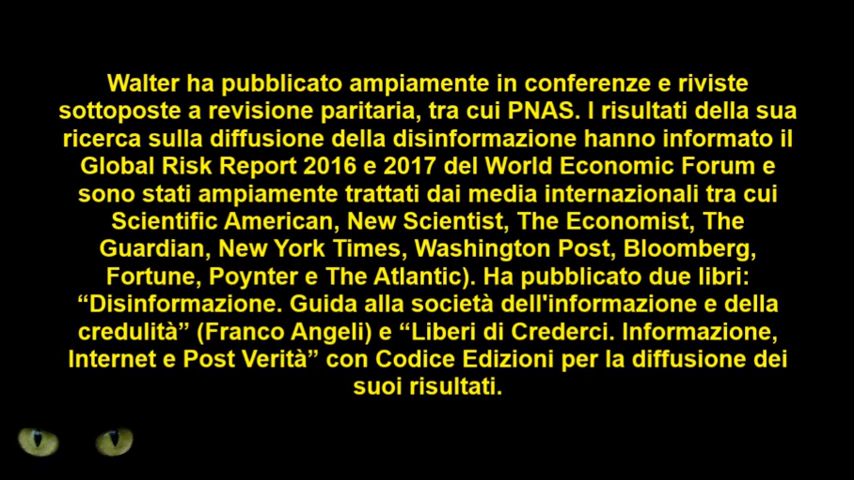 Walter ha pubblicato ampiamente in conferenze e riviste
sottoposte a revisione paritaria, tra cui PNAS. I risultati della sua
ricerca sulla diffusione della disinformazione hanno informato il
Global Risk Report 2016 e 2017 del World Economic Forum e
sono stati ampiamente trattati dai media internazionali tra cui
Scientific American, New Scientist, The Economist, The
Guardian, New York Times, Washington Post, Bloomberg,
Fortune, Poynter e The Atlantic). Ha pubblicato due libri:
“Disinformazione. Guida alla società dell'informazione e della
credulità” (Franco Angeli) e “Liberi di Crederci. Informazione,
Internet e Post Verità” con Codice Edizioni per la diffusione dei
suoi risultati.